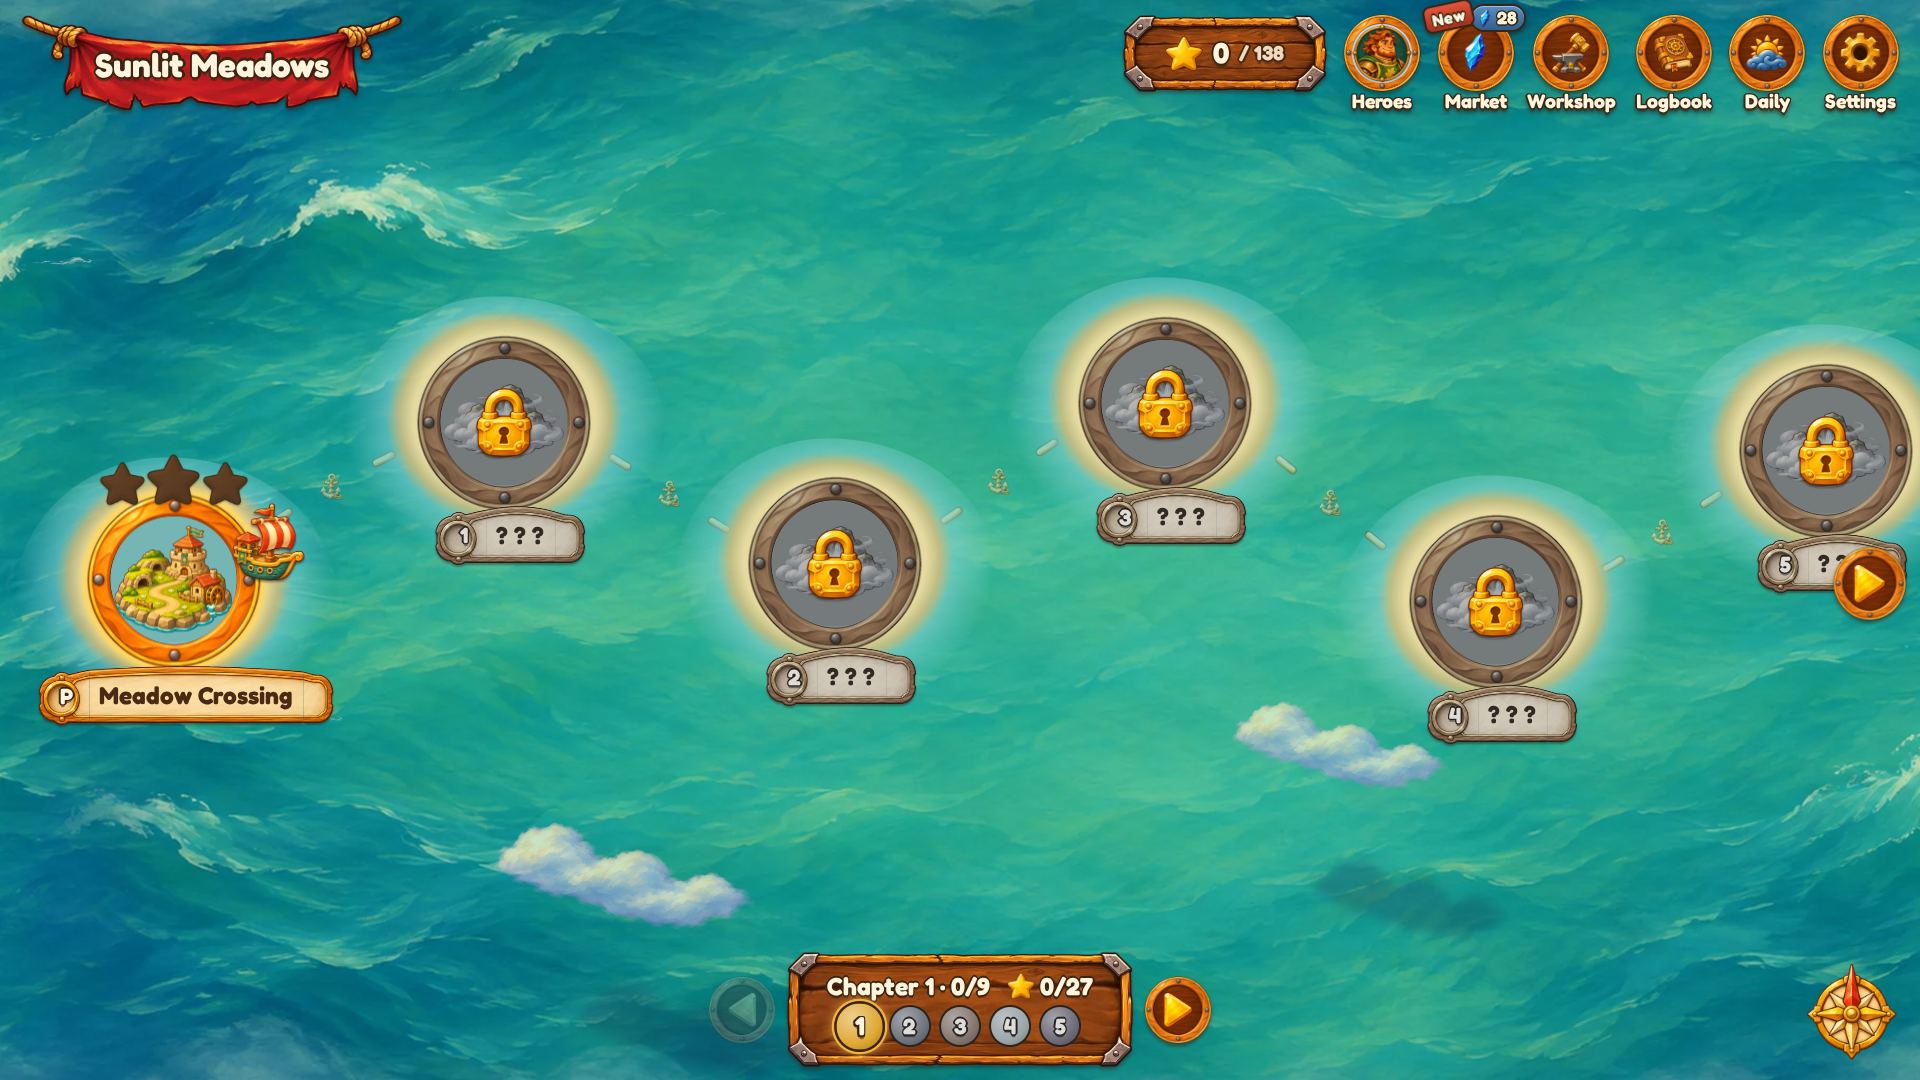 Sunlit Meadows
0 / 138
New
28
Heroes
Market
Workshop
Logbook
Daily
Settings
1 ???
2 ???
3 ???
4 ???
5 ??
P Meadow Crossing
Chapter 1 · 0/9 0/27
1 2 3 4 5